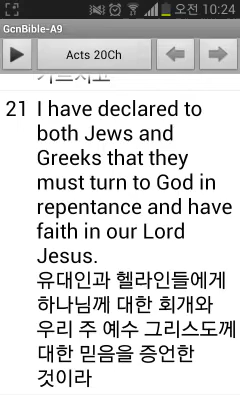 오전 10:24
GcnBible-A9
Acts 20Ch
21 I have declared to
both Jews and
Greeks that they
must turn to God in
repentance and have
faith in our Lord
Jesus.
유대인과 헬라인들에게
하나님께 대한 회개와
우리 주 예수 그리스도께
대한 믿음을 증언한
것이라